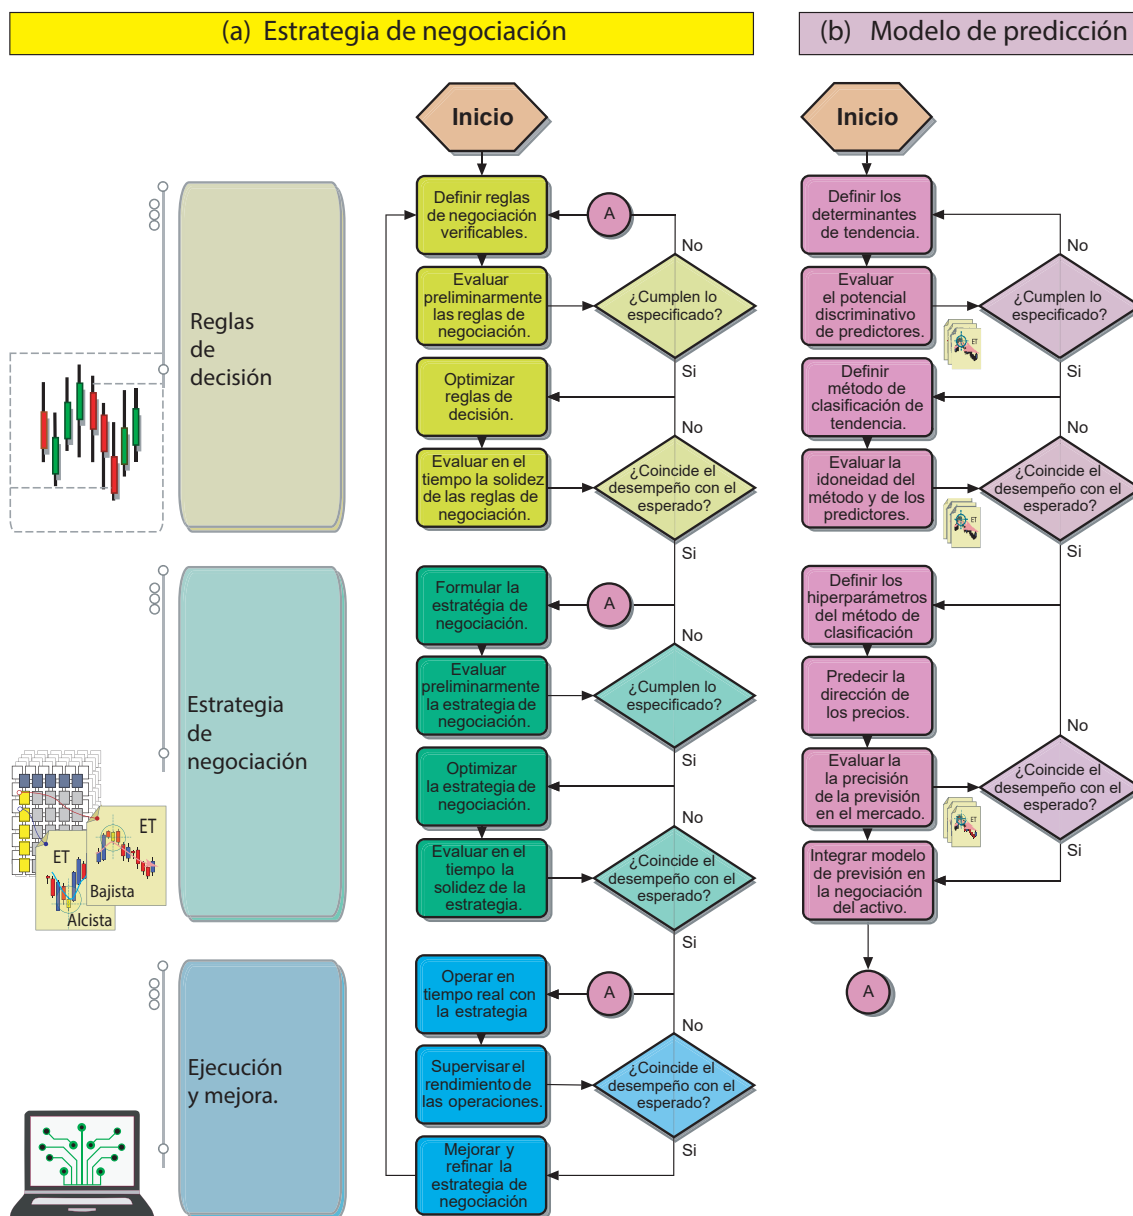 (a) Estrategia de negociación
(b) Modelo de predicción
Reglas
de
decisión
Estrategia
de
negociación
ET
Bajista
ET
Alcista
Ejecución
y mejora.
Inicio
Definir reglas
de negociación
verificables.
A
No
Evaluar
preliminarmente
las reglas de
negociación.
¿Cumplen lo
especificado?
Si
Optimizar
reglas de
decisión.
No
Evaluar en el
tiempo la solidez
de las reglas de
negociación.
¿Coincide el
desempeño con el
esperado?
Si
Formular la
estratégia de
negociación.
A
No
Evaluar
preliminarmente
la estrategia de
negociación.
¿Cumplen lo
especificado?
Si
Optimizar
la estrategia de
negociación.
No
Evaluar en el
tiempo la
solidez de la
estrategia.
¿Coincide el
desempeño con el
esperado?
Si
Operar en
tiempo real con
la estrategia
A
No
Supervisar el
rendimiento de
las operaciones.
¿Coincide el
desempeño con el
esperado?
Si
Mejorar y
refinar la
estrategia de
negociación
Inicio
Definir los
determinantes
de tendencia.
No
Evaluar
el potencial
discriminativo
de predictores.
ET
¿Cumplen lo
especificado?
Si
Definir
método de
clasificación de
tendencia.
No
Evaluar la
idoneidad del
método y de los
predictores.
ET
¿Coincide el
desempeño con el
esperado?
Si
Definir los
hiperparámetros
del método de
clasificación
Predecir la
dirección de
los precios.
No
Evaluar la
la precisión
de la previsión
en el mercado.
ET
¿Coincide el
desempeño con el
esperado?
Si
Integrar modelo
de previsión en
la negociación
del activo.
A